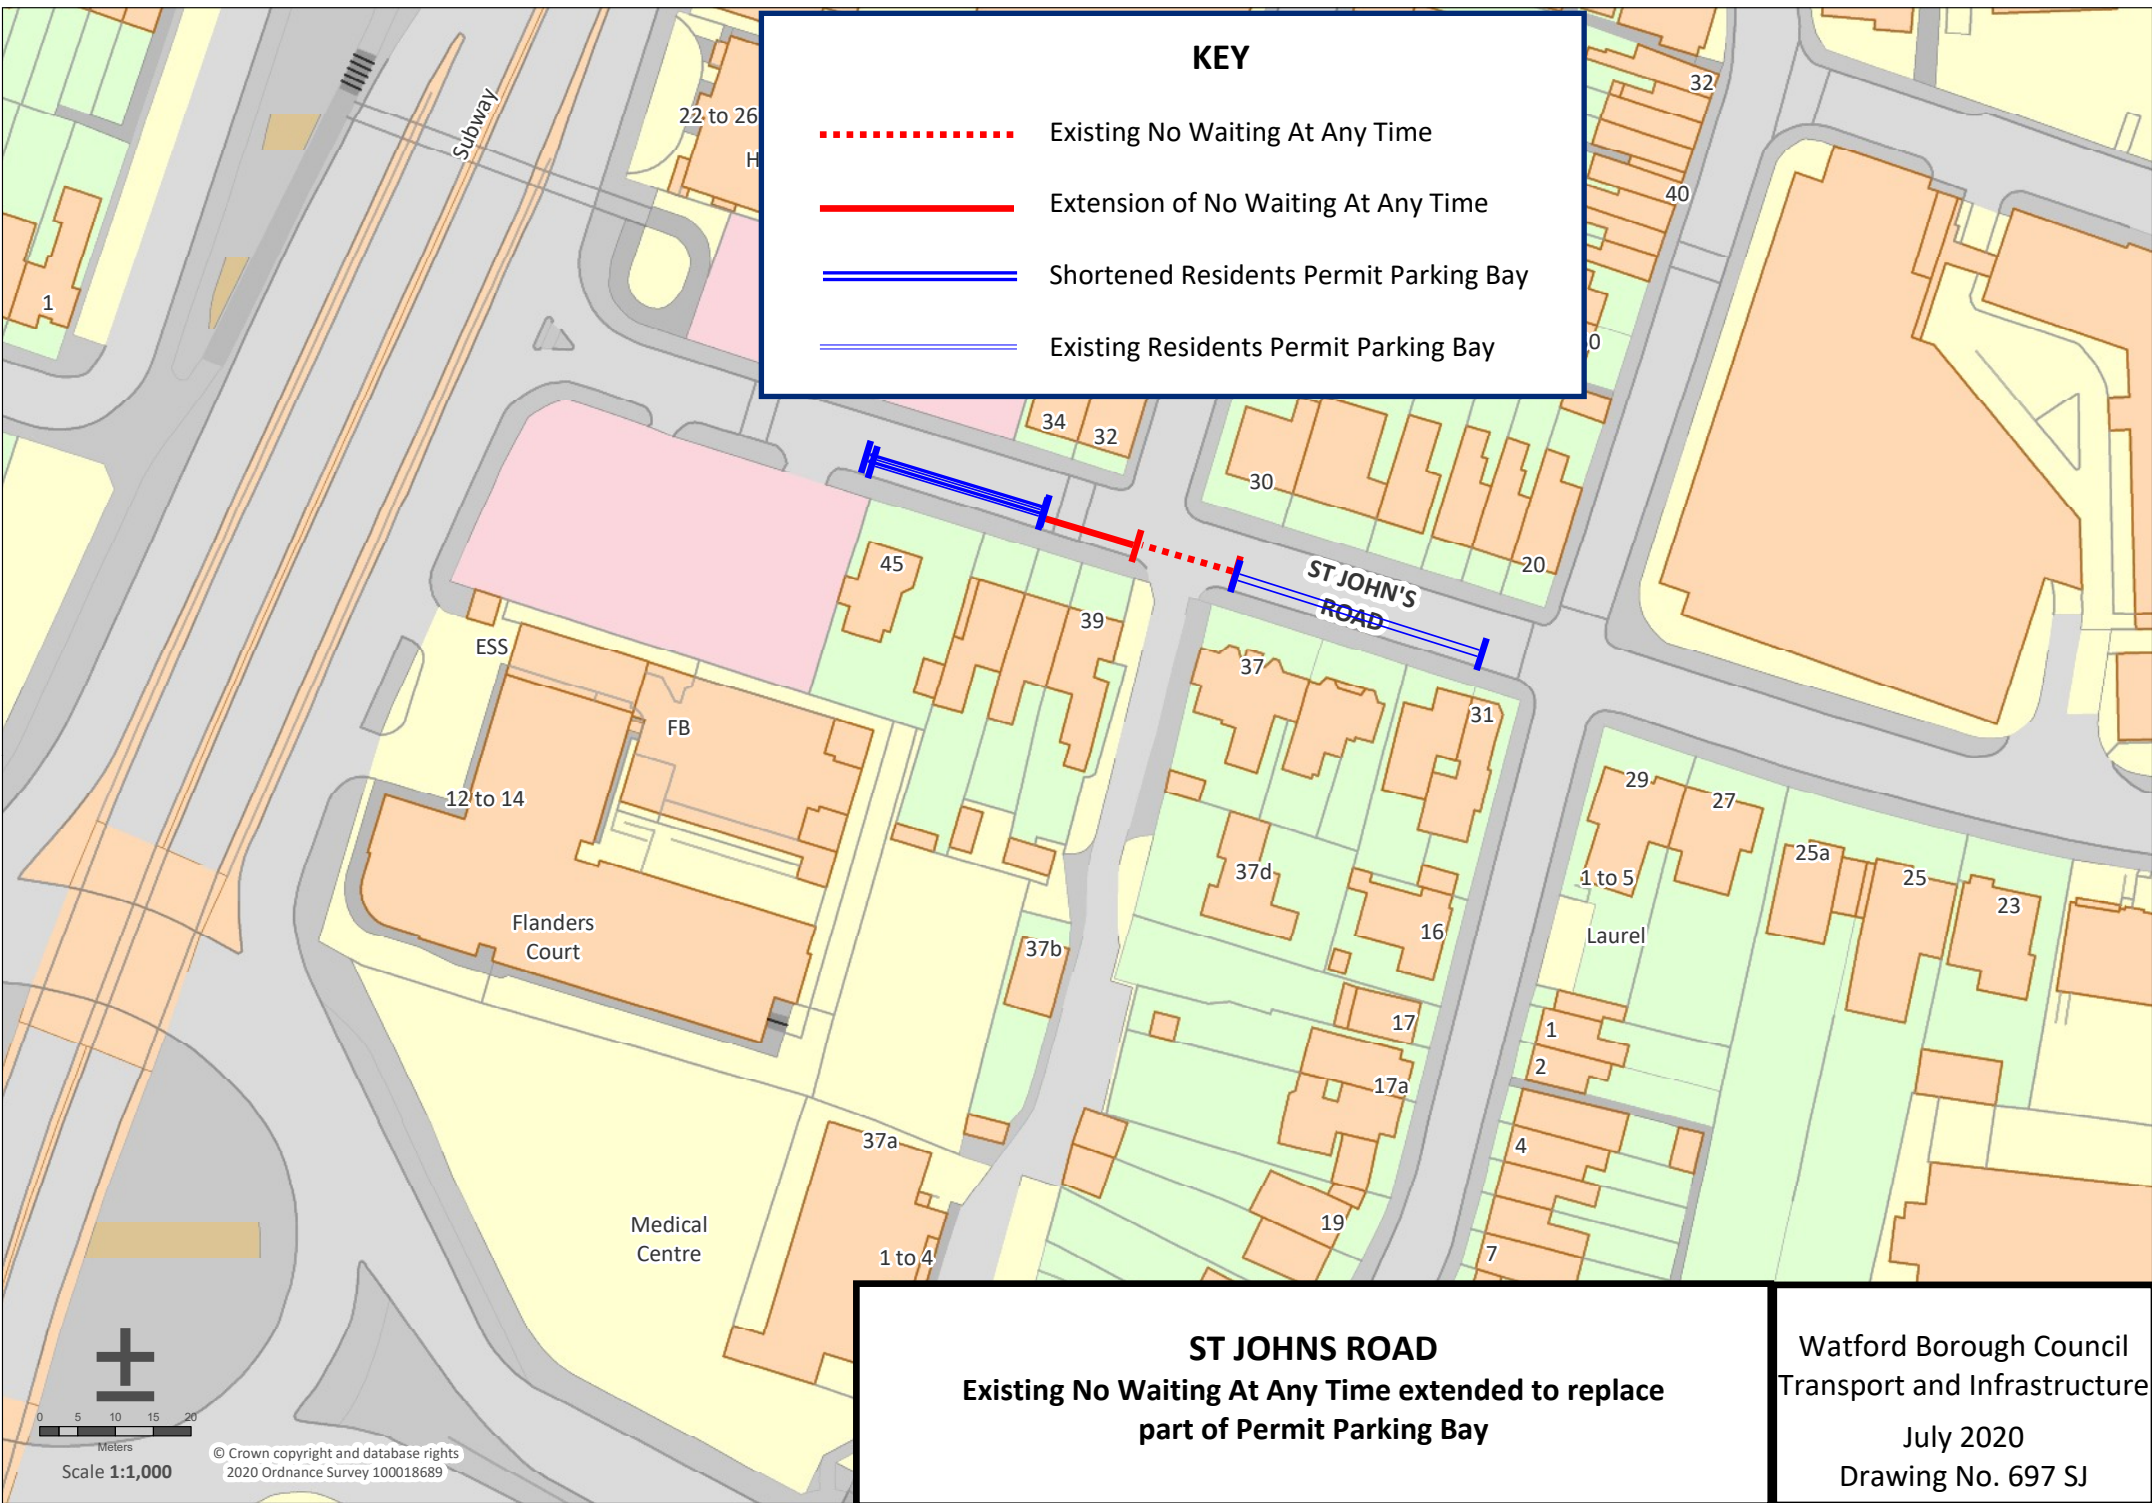 KEY
Existing No Waiting At Any Time
Extension of No Waiting At Any Time
Shortened Residents Permit Parking Bay
Existing Residents Permit Parking Bay
Subway
22 to 26
H
1
32
40
0
34
32
30
20
45
39
ST JOHN'S
ROAD
37
31
ESS
FB
12 to 14
Flanders
Court
29
27
25a
25
23
1 to 5
Laurel
37d
16
37b
17
17a
1
2
4
7
19
37a
1 to 4
Medical
Centre
0 5 10 15 20
Meters
Scale 1:1,000
© Crown copyright and database rights
2020 Ordnance Survey 100018689
ST JOHNS ROAD
Existing No Waiting At Any Time extended to replace
part of Permit Parking Bay
Watford Borough Council
Transport and Infrastructure
July 2020
Drawing No. 697 SJ